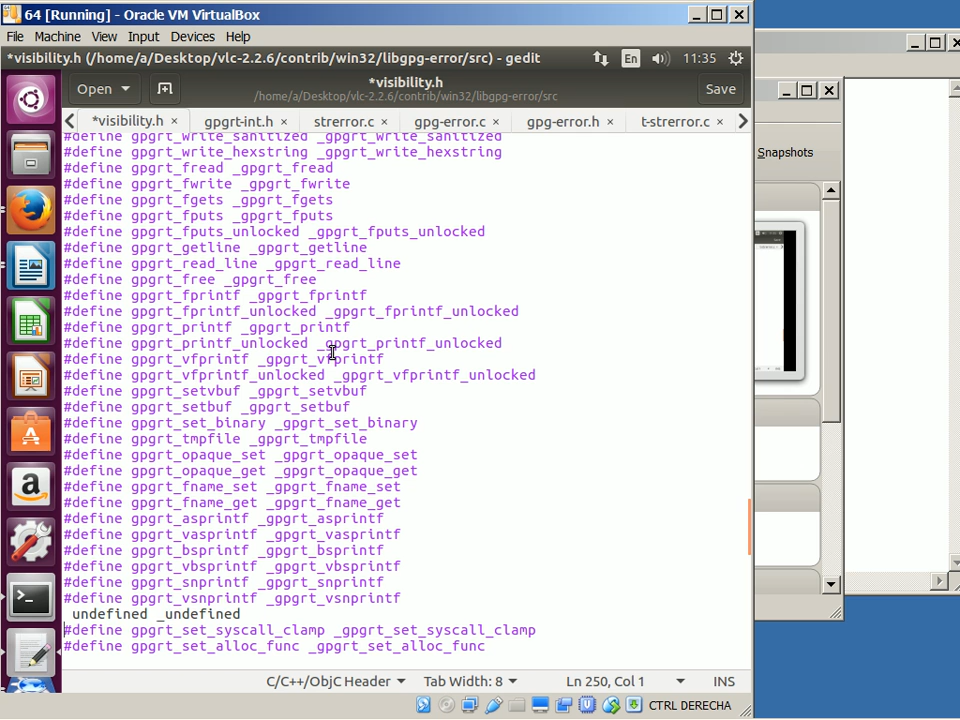 64 [Running] - Oracle VM VirtualBox
File Machine View Input Devices Help
*visibility.h (/home/a/Desktop/vlc-2.2.6/contrib/win32/libgpg-error/src) - gedit En 11:35
Open *visibility.h Save
/home/a/Desktop/vlc-2.2.6/contrib/win32/libgpg-error/src
*visibility.h × gpgrt-int.h × strerror.c × gpg-error.c × gpg-error.h × t-strerror.c ×
#define gpgrt_write_sanitized _gpgrt_write_sanitized
#define gpgrt_write_hexstring _gpgrt_write_hexstring
#define gpgrt_fread _gpgrt_fread
#define gpgrt_fwrite _gpgrt_fwrite
#define gpgrt_fgets _gpgrt_fgets
#define gpgrt_fputs _gpgrt_fputs
#define gpgrt_fputs_unlocked _gpgrt_fputs_unlocked
#define gpgrt_getline _gpgrt_getline
#define gpgrt_read_line _gpgrt_read_line
#define gpgrt_free _gpgrt_free
#define gpgrt_fprintf _gpgrt_fprintf
#define gpgrt_fprintf_unlocked _gpgrt_fprintf_unlocked
#define gpgrt_printf _gpgrt_printf
#define gpgrt_printf_unlocked _gpgrt_printf_unlocked
#define gpgrt_vfprintf _gpgrt_vfprintf
#define gpgrt_vfprintf_unlocked _gpgrt_vfprintf_unlocked
#define gpgrt_setvbuf _gpgrt_setvbuf
#define gpgrt_setbuf _gpgrt_setbuf
#define gpgrt_set_binary _gpgrt_set_binary
#define gpgrt_tmpfile _gpgrt_tmpfile
#define gpgrt_opaque_set _gpgrt_opaque_set
#define gpgrt_opaque_get _gpgrt_opaque_get
#define gpgrt_fname_set _gpgrt_fname_set
#define gpgrt_fname_get _gpgrt_fname_get
#define gpgrt_asprintf _gpgrt_asprintf
#define gpgrt_vasprintf _gpgrt_vasprintf
#define gpgrt_bsprintf _gpgrt_bsprintf
#define gpgrt_vbsprintf _gpgrt_vbsprintf
#define gpgrt_snprintf _gpgrt_snprintf
#define gpgrt_vsnprintf _gpgrt_vsnprintf
undefined _undefined
#define gpgrt_set_syscall_clamp _gpgrt_set_syscall_clamp
#define gpgrt_set_alloc_func _gpgrt_set_alloc_func
C/C++/ObjC Header Tab Width: 8 Ln 250, Col 1 INS
CTRL DERECHA
Snapshots